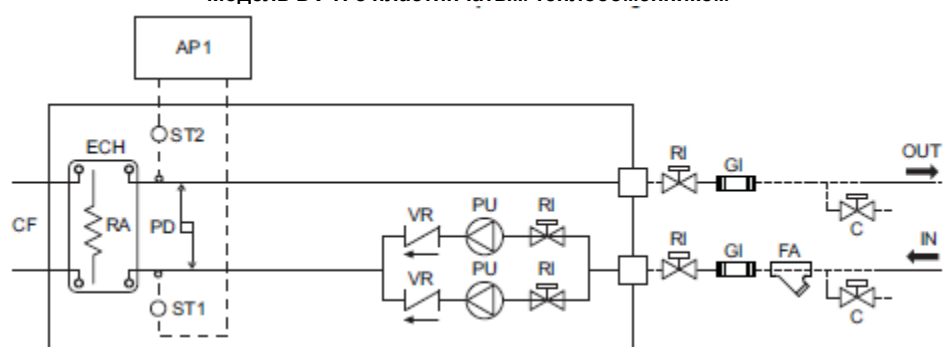 AP1
ST2
ECH
RI
GI
OUT
CF
RA
PD
VR
PU
RI
C
RI
GI
FA
IN
VR
PU
RI
ST1
C